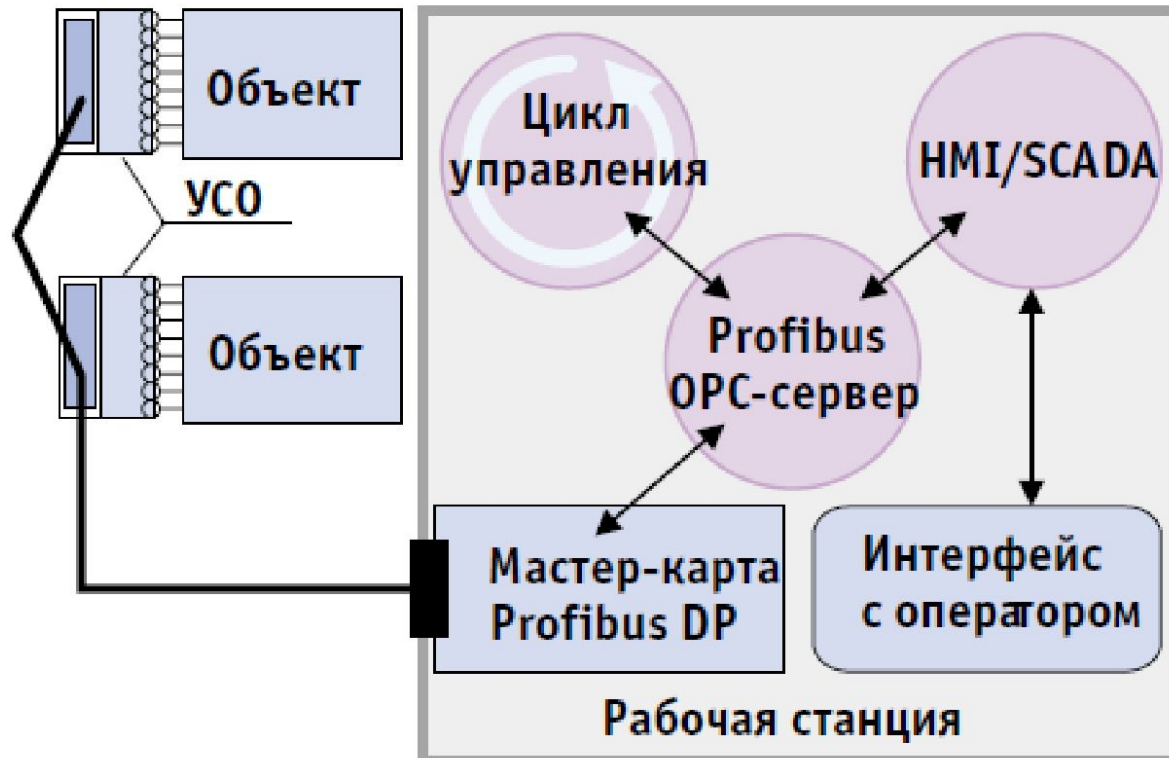 Объект
УСО
Объект
Цикл
управления
HMI/SCADA
Profibus
OPC-сервер
Мастер-карта
Profibus DP
Интерфейс
с оператором
Рабочая станция